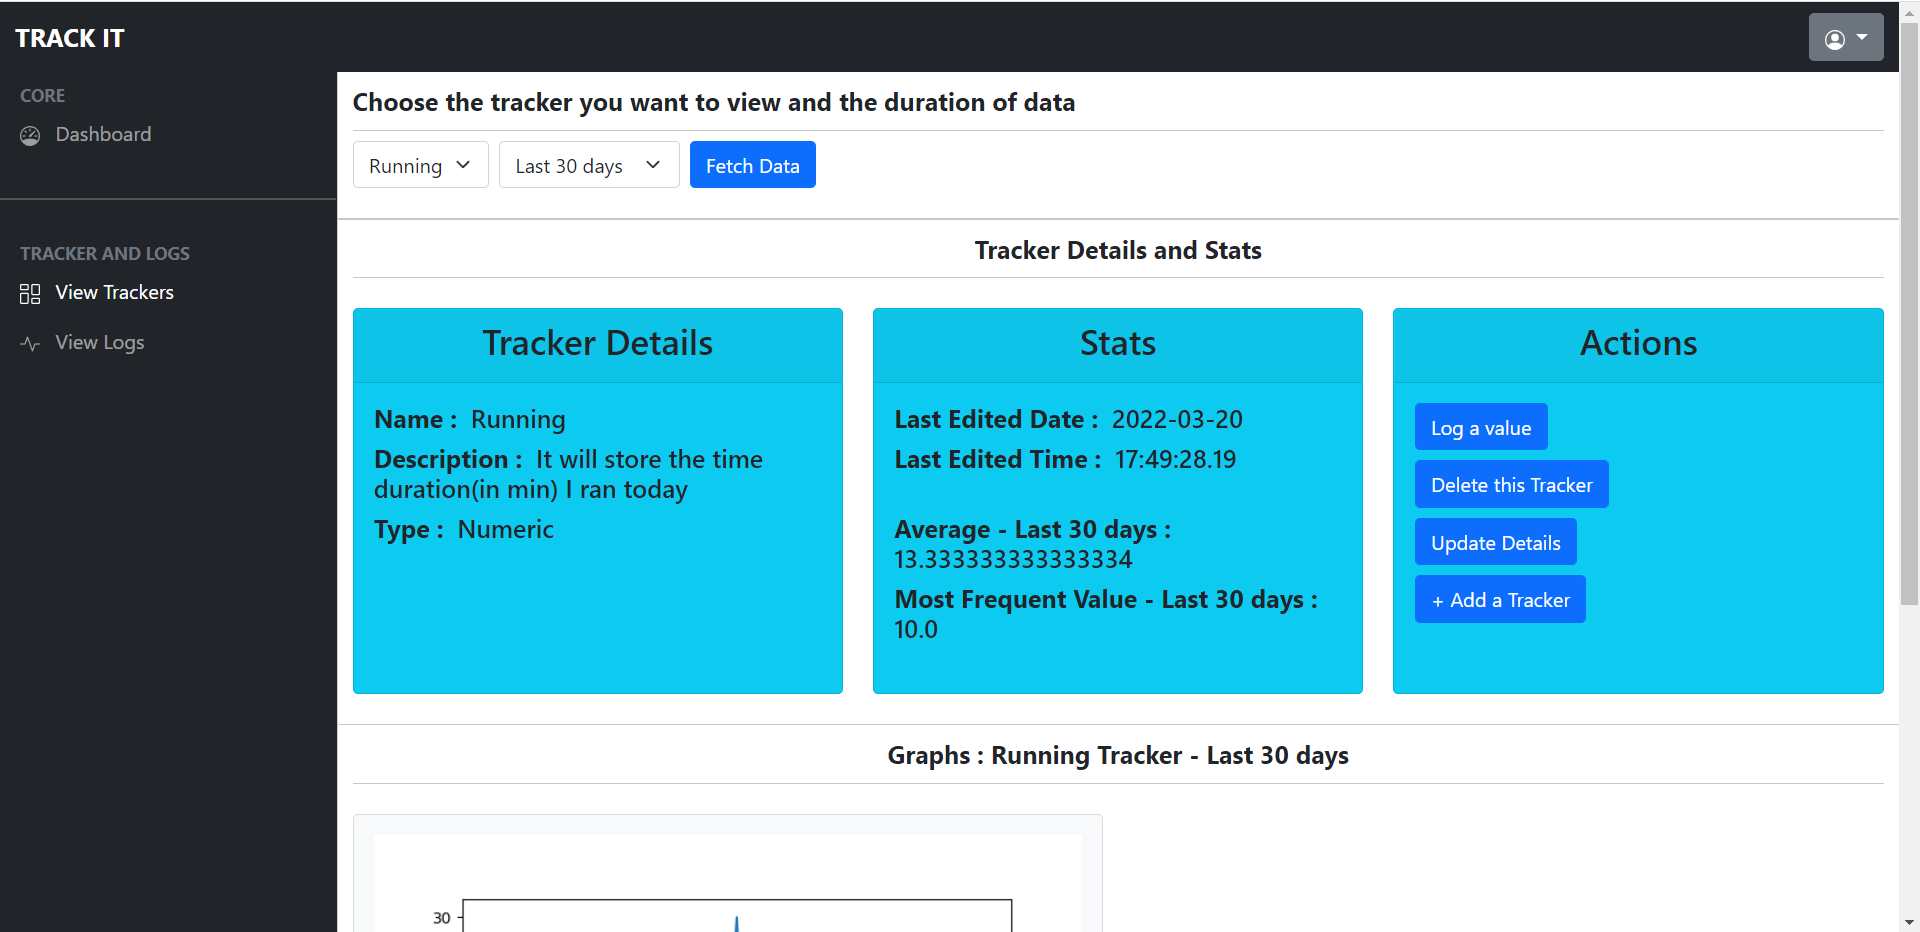 TRACK IT
CORE
Dashboard
TRACKER AND LOGS
View Trackers
View Logs
Choose the tracker you want to view and the duration of data
Running
Last 30 days
Fetch Data
Tracker Details and Stats
Tracker Details
Name : Running
Description : It will store the time
duration(in min) I ran today
Type : Numeric
Stats
Last Edited Date : 2022-03-20
Last Edited Time : 17:49:28.19
Average - Last 30 days :
13.333333333333334
Most Frequent Value - Last 30 days :
10.0
Actions
Log a value
Delete this Tracker
Update Details
+ Add a Tracker
Graphs : Running Tracker - Last 30 days
30